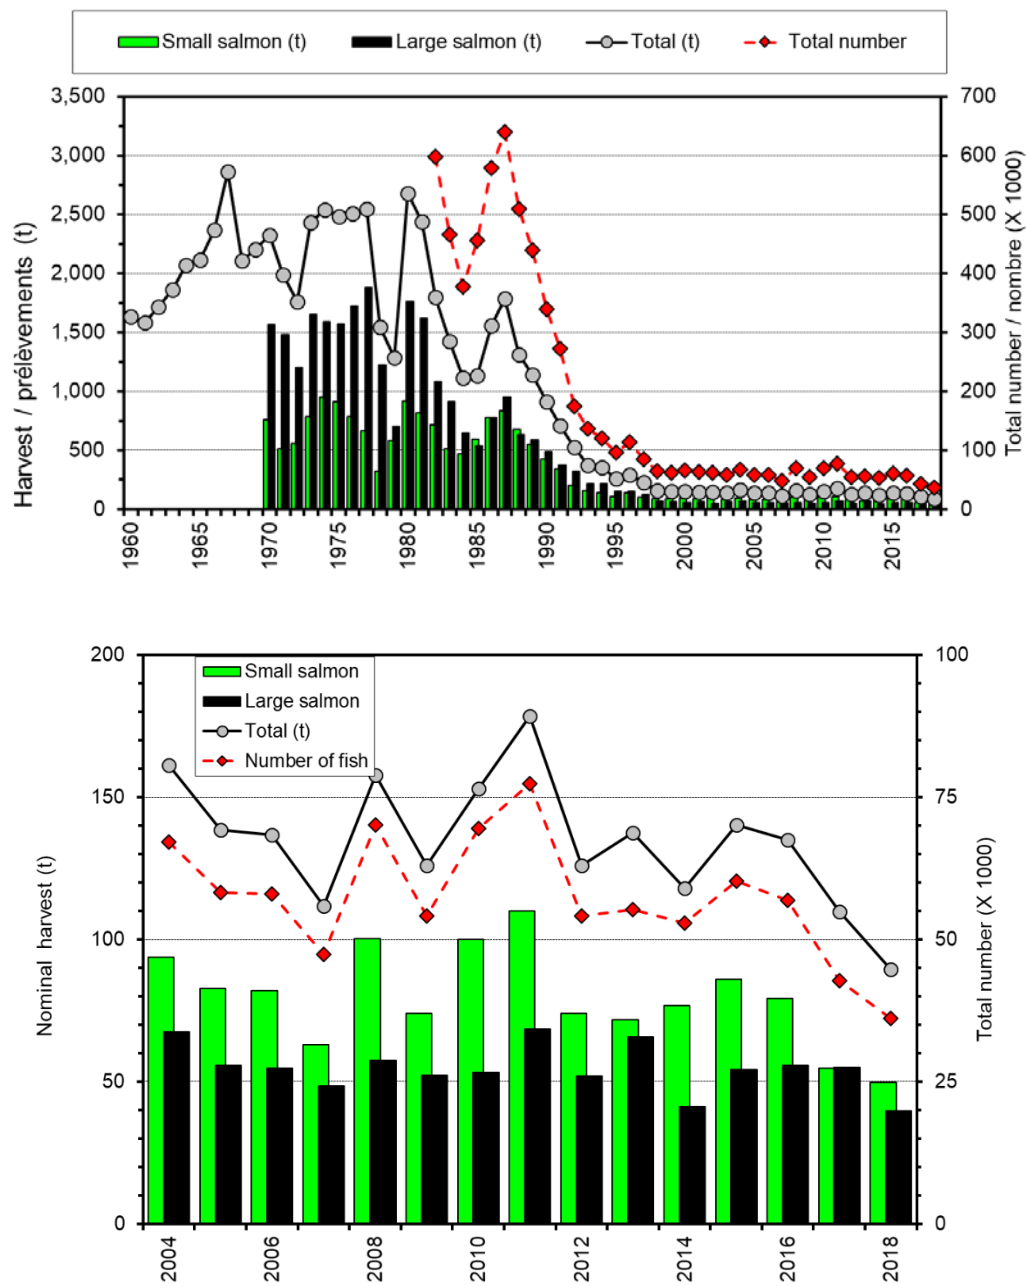 Small salmon (t) Large salmon (t) Total (t) Total number
3,500 700
3,000 600
2,500 500
2,000 400
1,500 300
1,000 200
500 100
0 0
Harvest / prélèvements (t)
Total number / nombre (X 1000)
1960 1965 1970 1975 1980 1985 1990 1995 2000 2005 2010 2015
200 100
Small salmon
Large salmon
Total (t)
Number of fish
150 75
100 50
50 25
0 0
Nominal harvest (t)
Total number (X 1000)
2004 2006 2008 2010 2012 2014 2016 2018